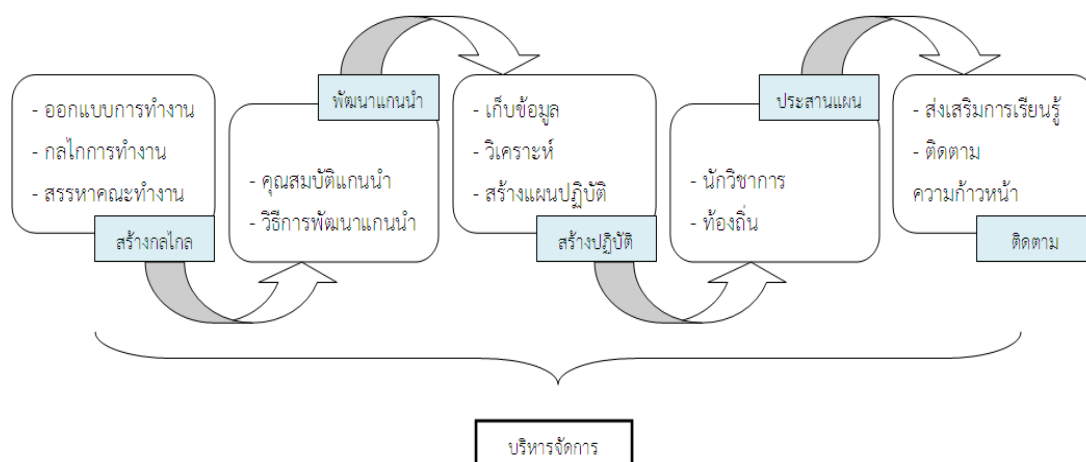 - ออกแบบการทำงาน
- กลไกการทำงาน
- สรรหาคณะทำงาน
สร้างกลไกล
พัฒนาแกนนำ
- คุณสมบัติแกนนำ
- วิธีการพัฒนาแกนนำ
- เก็บข้อมูล
- วิเคราะห์
- สร้างแผนปฏิบัติ
สร้างปฏิบัติ
ประสานแผน
- นักวิชาการ
- ท้องถิ่น
- ส่งเสริมการเรียนรู้
- ติดตาม
ความก้าวหน้า
ติดตาม
บริหารจัดการ